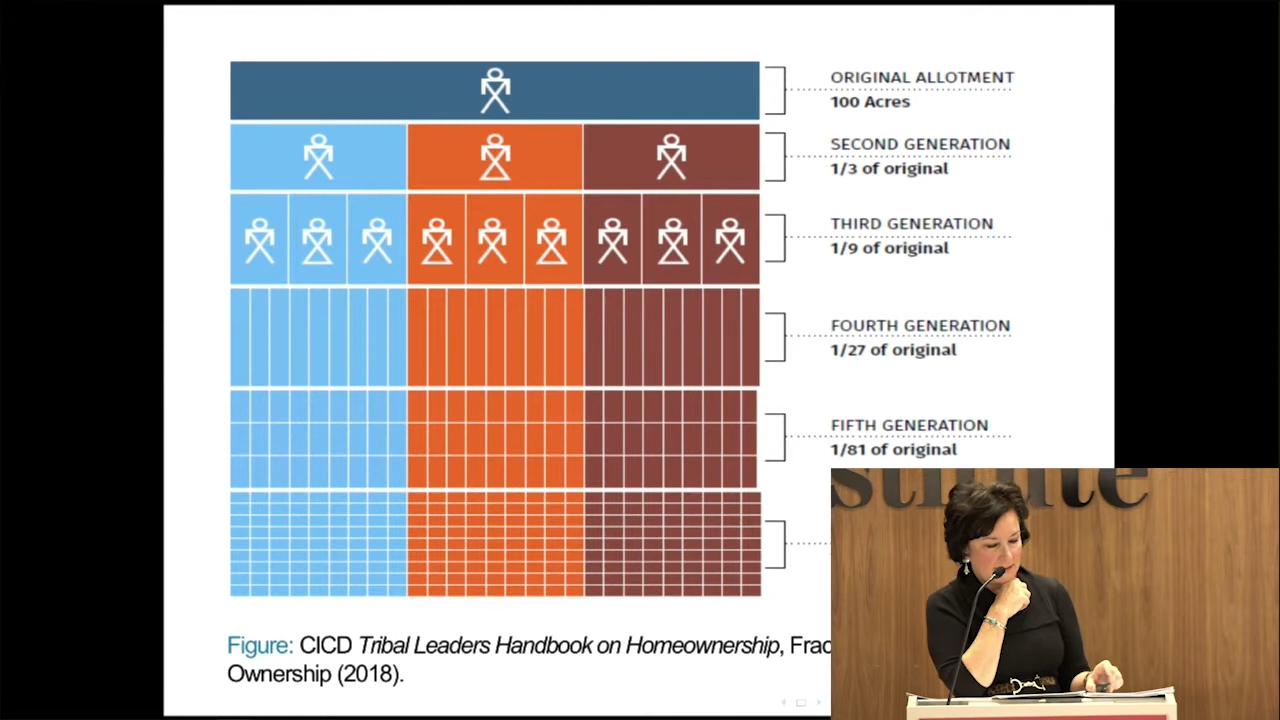 ORIGINAL ALLOTMENT
100 Acres
SECOND GENERATION
1/3 of original
THIRD GENERATION
1/9 of original
FOURTH GENERATION
1/27 of original
FIFTH GENERATION
1/81 of original
Figure: CICD Tribal Leaders Handbook on Homeownership,
Ownership (2018).